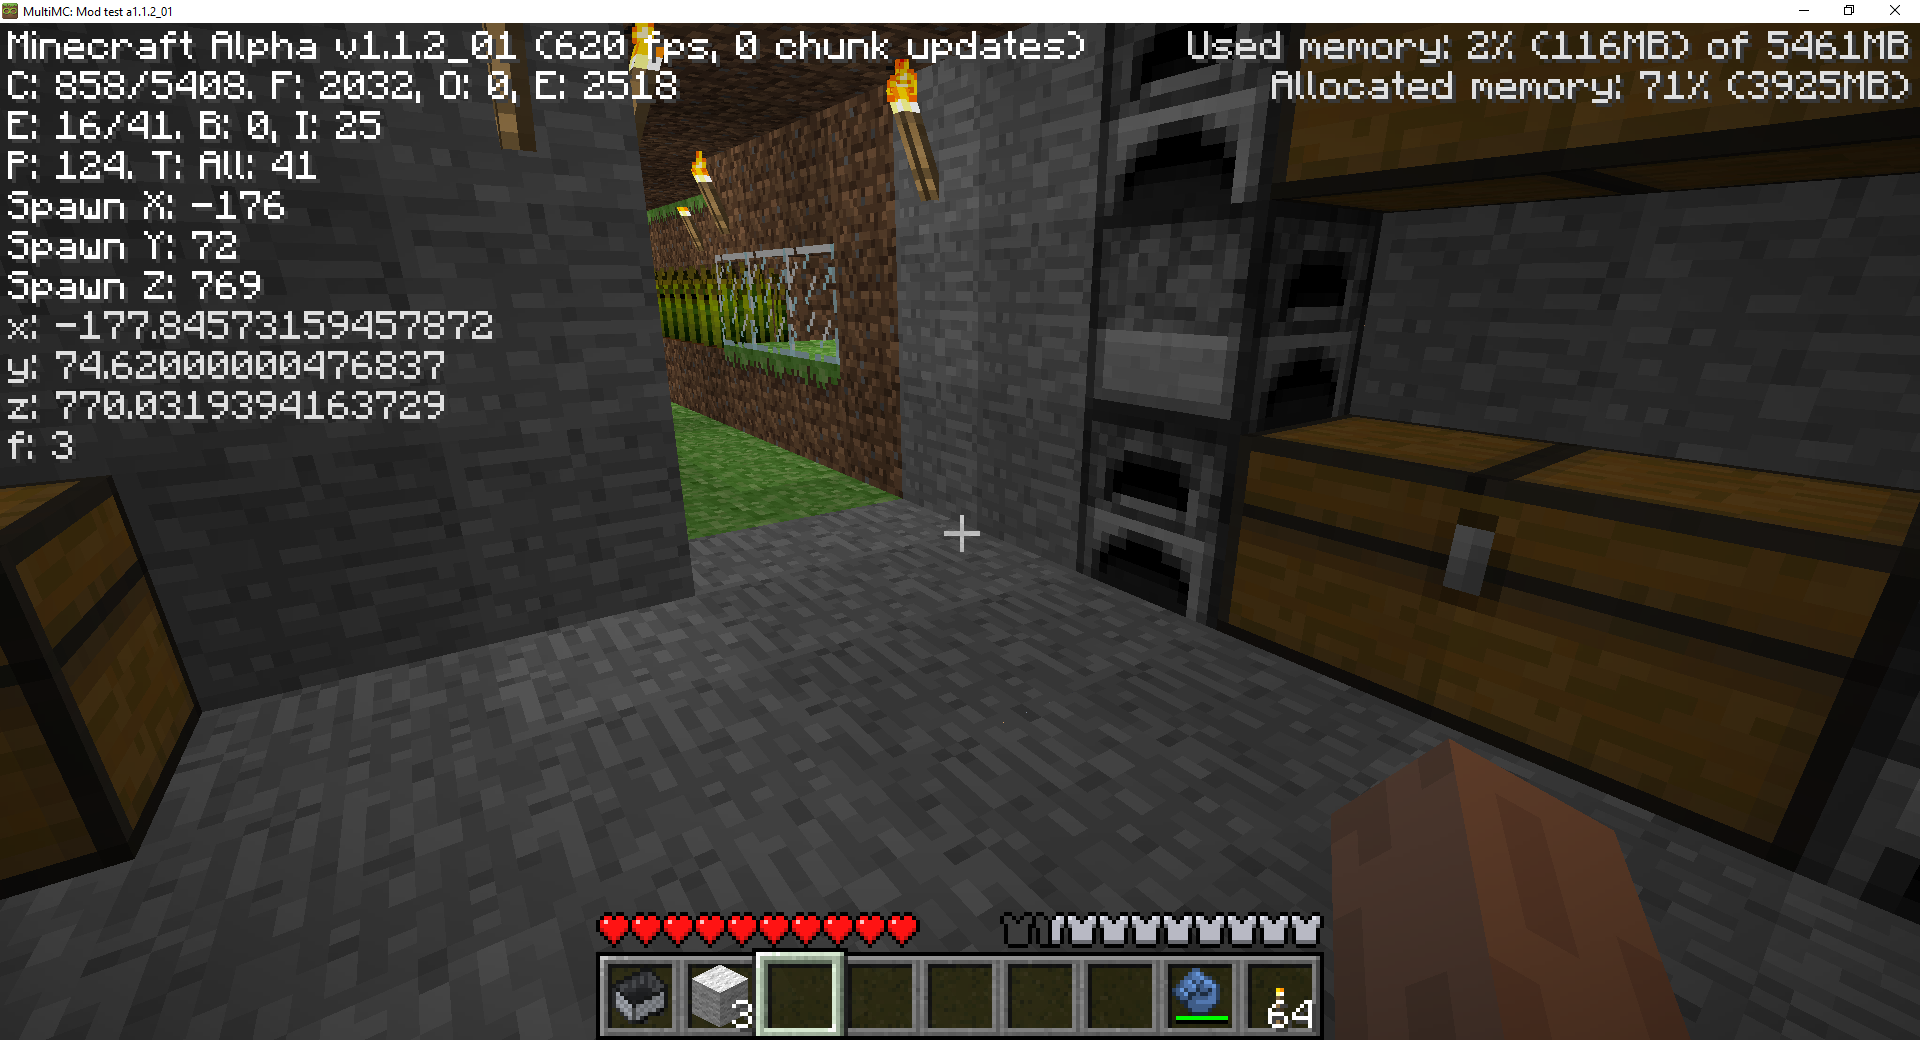 MultiMC: Mod test a1.1.2_01
Minecraft Alpha v1.1.2_01 (620 fps, 0 chunk updates)
Used memory: 2% (116MB) of 5461MB
C: 858/5408. F: 2032, O: 0, E: 2518
Allocated memory: 71% (3925MB)
E: 16/41. B: 0, I: 25
P: 124. T: All: 41
Spawn X: -176
Spawn Y: 72
Spawn Z: 769
x: -177.84573159457872
y: 74.62000000476837
z: 770.03193394163729
f: 3
3
64